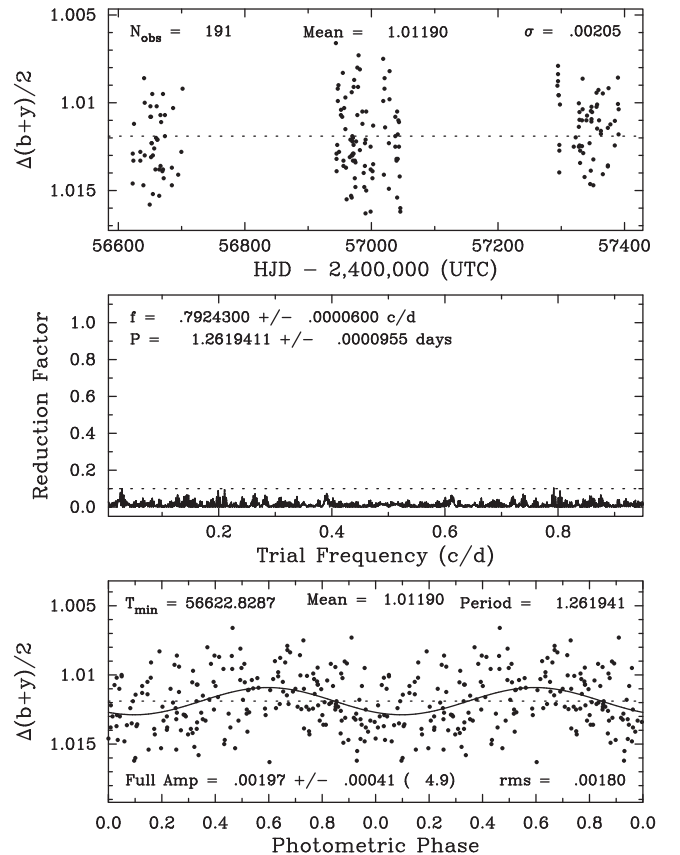 1.005
1.01
1.015
Δ(b+y)/2
N_obs = 191 Mean = 1.01190 σ = .00205
56600 56800 57000 57200 57400
HJD − 2,400,000 (UTC)
1.0
0.8
0.6
0.4
0.2
0.0
Reduction Factor
f = .7924300 +/− .0000600 c/d
P = 1.2619411 +/− .0000955 days
0.2 0.4 0.6 0.8
Trial Frequency (c/d)
1.005
1.01
1.015
Δ(b+y)/2
T_min = 56622.8287 Mean = 1.01190 Period = 1.261941
Full Amp = .00197 +/− .00041 ( 4.9) rms = .00180
0.0 0.2 0.4 0.6 0.8 0.0 0.2 0.4 0.6 0.8 0.0
Photometric Phase